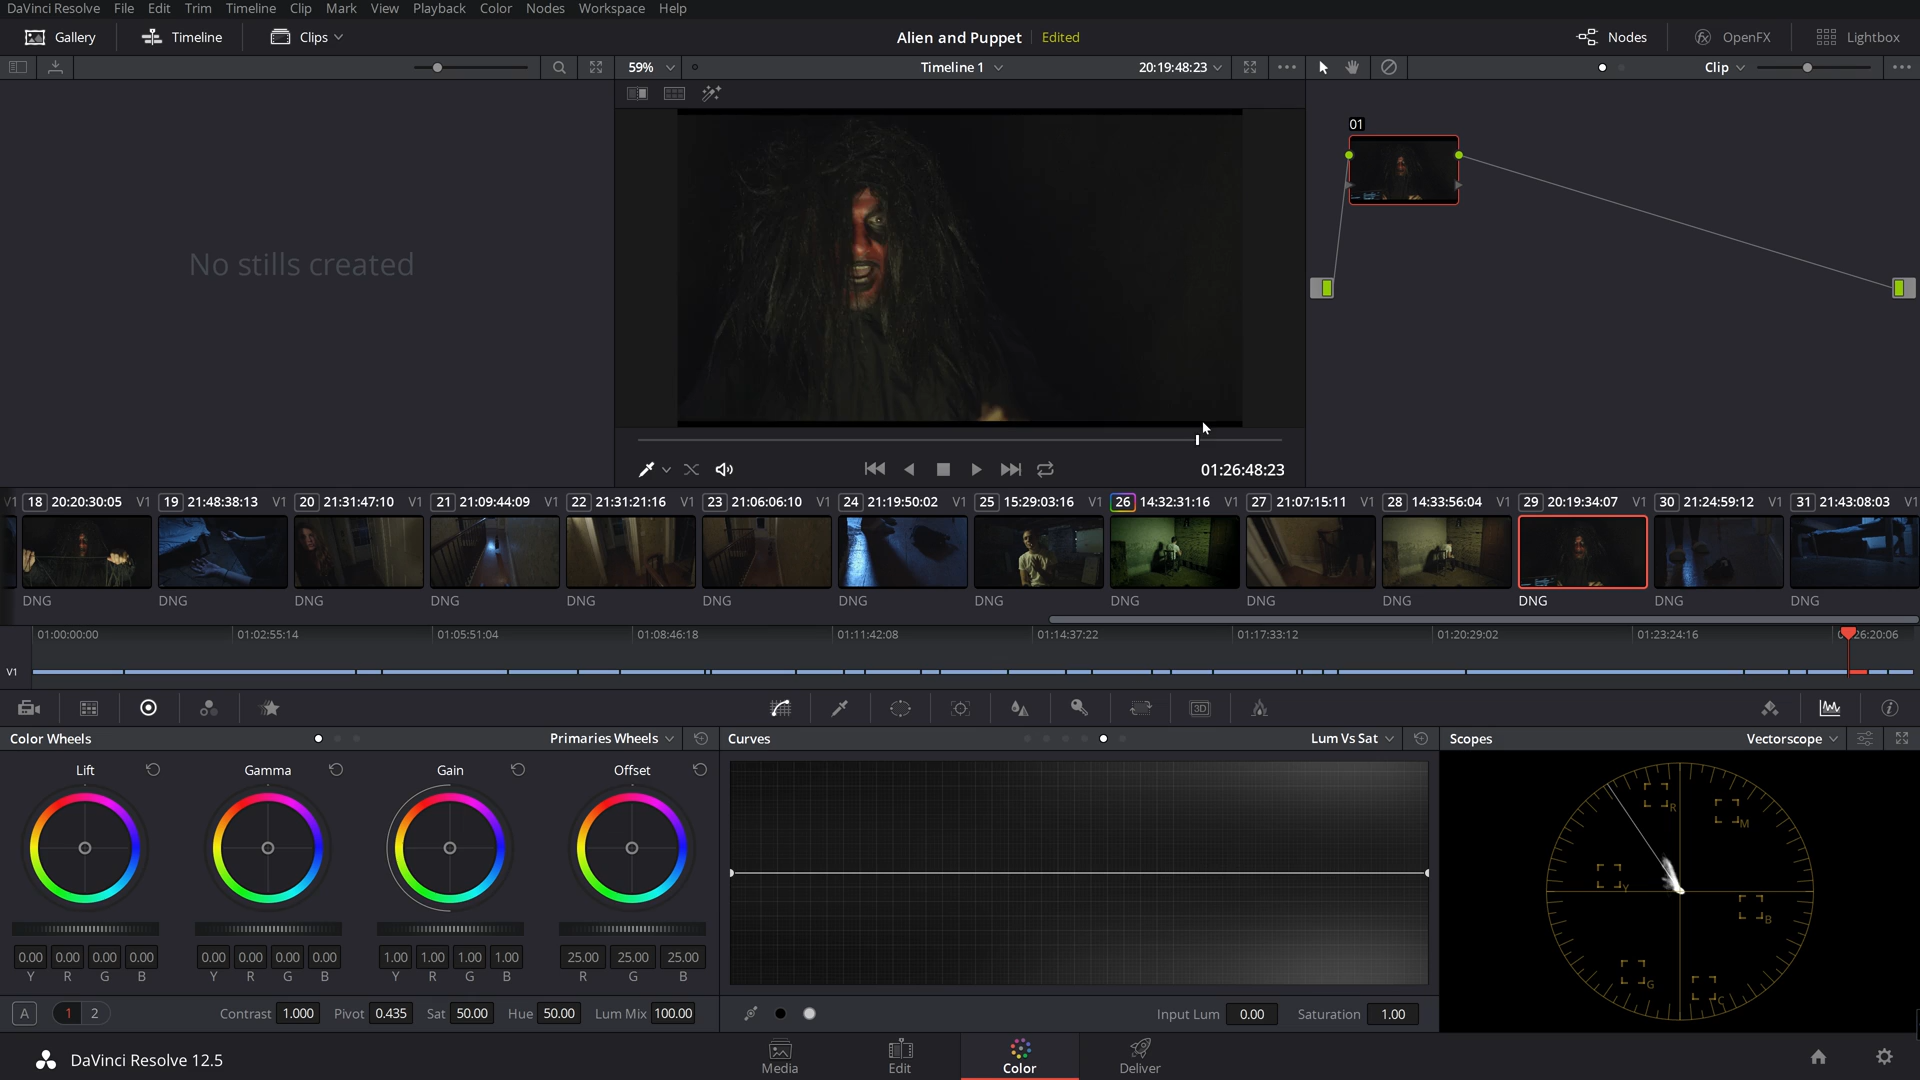 DaVinci Resolve File Edit Trim Timeline Clip Mark View Playback Color Nodes Workspace Help
Gallery Timeline Clips Alien and Puppet Edited Nodes OpenFX Lightbox
59% Timeline 1 20:19:48:23 Clip
01
No stills created
01:26:48:23
V1 18 20:20:30:05 V1 19 21:48:38:13 V1 20 21:31:47:10 V1 21 21:09:44:09 V1 22 21:31:21:16 V1 23 21:06:06:10 V1 24 21:19:50:02 V1 25 15:29:03:16 V1 26 14:32:31:16 V1 27 21:07:15:11 V1 28 14:33:56:04 V1 29 20:19:34:07 V1 30 21:24:59:12 V1 31 21:43:08:03 V1
DNG DNG DNG DNG DNG DNG DNG DNG DNG DNG DNG DNG DNG DNG
01:00:00:00 01:02:55:14 01:05:51:04 01:08:46:18 01:11:42:08 01:14:37:22 01:17:33:12 01:20:29:02 01:23:24:16 26:20:06
V1
3D
Color Wheels Primaries Wheels Curves Lum Vs Sat Scopes Vectorscope
Lift Gamma Gain Offset
R M Y B G C
0.00 0.00 0.00 0.00 0.00 0.00 0.00 0.00 1.00 1.00 1.00 1.00 25.00 25.00 25.00
Y R G B Y R G B Y R G B R G B
A 1 2 Contrast 1.000 Pivot 0.435 Sat 50.00 Hue 50.00 Lum Mix 100.00 Input Lum 0.00 Saturation 1.00
DaVinci Resolve 12.5 Media Edit Color Deliver